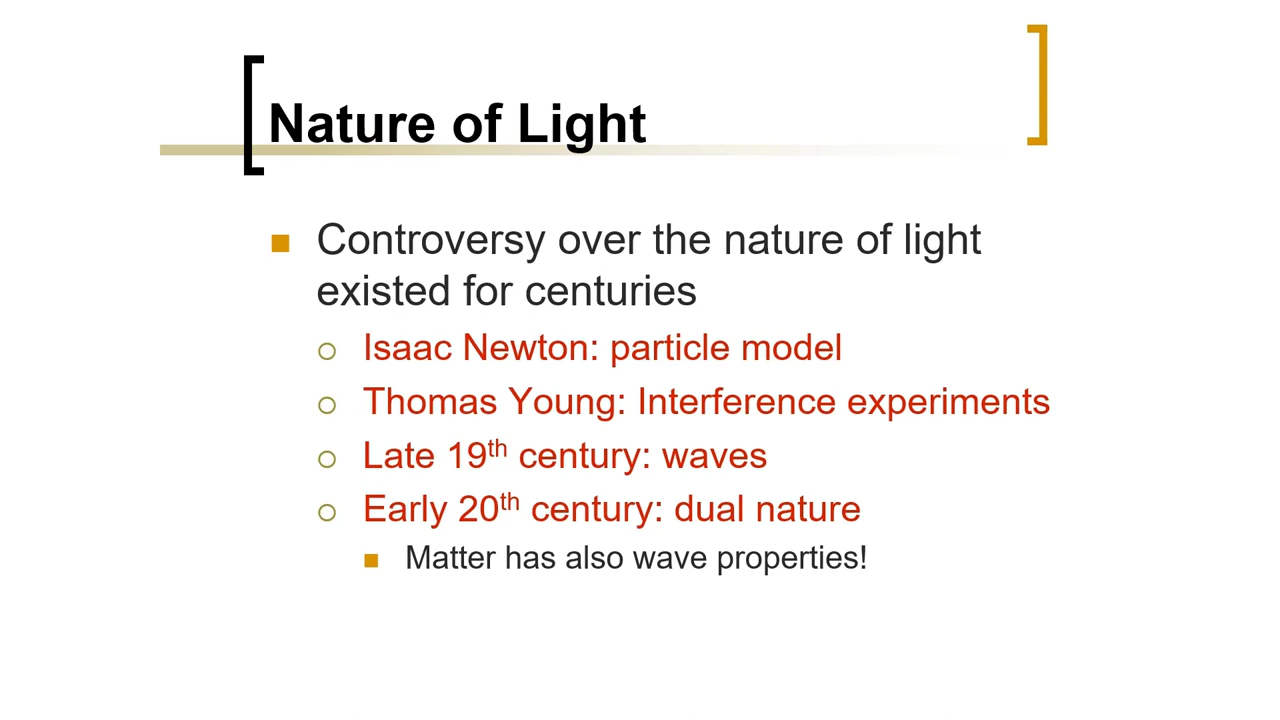 Nature of Light
Controversy over the nature of light
existed for centuries
Isaac Newton: particle model
Thomas Young: Interference experiments
Late 19th century: waves
Early 20th century: dual nature
Matter has also wave properties!